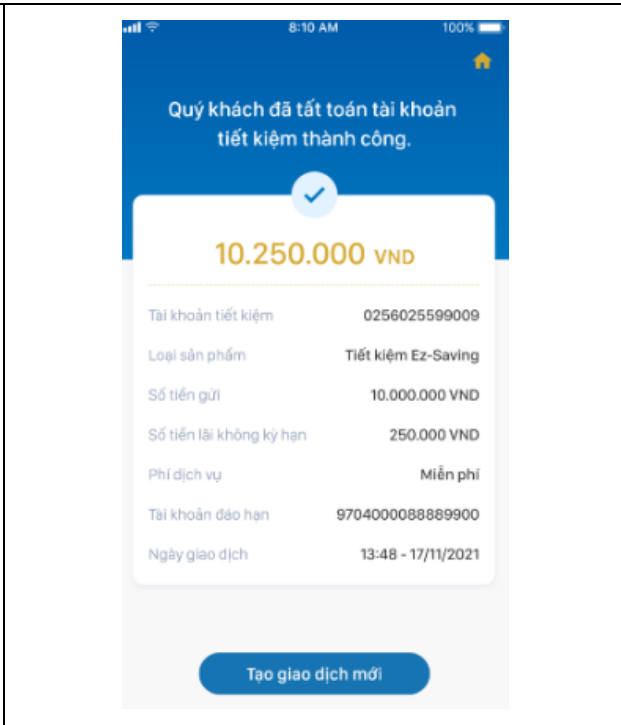 8:10 AM 100%
Quý khách đã tất toán tài khoản
tiết kiệm thành công.
10.250.000 VND
Tài khoản tiết kiệm 0256025599009
Loại sản phẩm Tiết kiệm Ez-Saving
Số tiền gửi 10.000.000 VND
Số tiền lãi không kỳ hạn 250.000 VND
Phí dịch vụ Miễn phí
Tài khoản đáo hạn 9704000088889900
Ngày giao dịch 13:48 - 17/11/2021
Tạo giao dịch mới